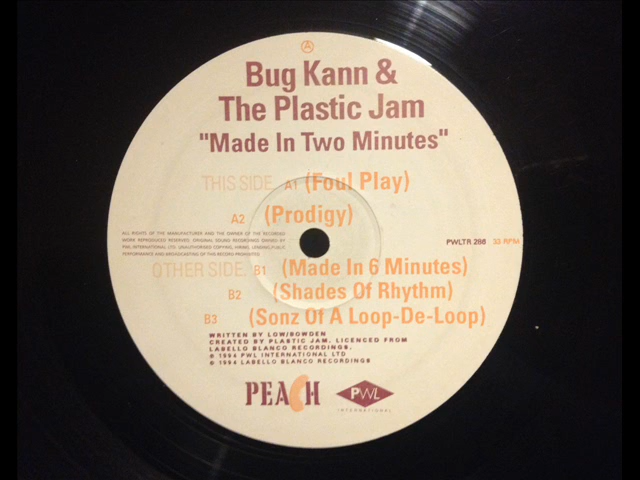 A
Bug Kann &
The Plastic Jam
"Made In Two Minutes"
THIS SIDE A1 (Foul Play)
A2 (Prodigy)
ALL RIGHTS OF THE MANUFACTURER AND THE OWNER OF THE RECORDED
WORK REPRODUCED RESERVED. ORIGINAL SOUND RECORDINGS OWNED BY
PWL INTERNATIONAL LTD. UNAUTHORISED COPYING, HIRING, LENDING, PUBLIC
PERFORMANCE AND BROADCASTING OF THIS RECORD PROHIBITED
PWLTR 286 33 RPM
OTHER SIDE B1 (Made In 6 Minutes)
B2 (Shades Of Rhythm)
B3 (Sonz Of A Loop-De-Loop)
WRITTEN BY LOW/BOWDEN
CREATED BY PLASTIC JAM. LICENCED FROM
LABELLO BLANCO RECORDINGS.
℗ 1994 PWL INTERNATIONAL LTD
© 1994 LABELLO BLANCO RECORDINGS
PEACH PWL
INTERNATIONAL